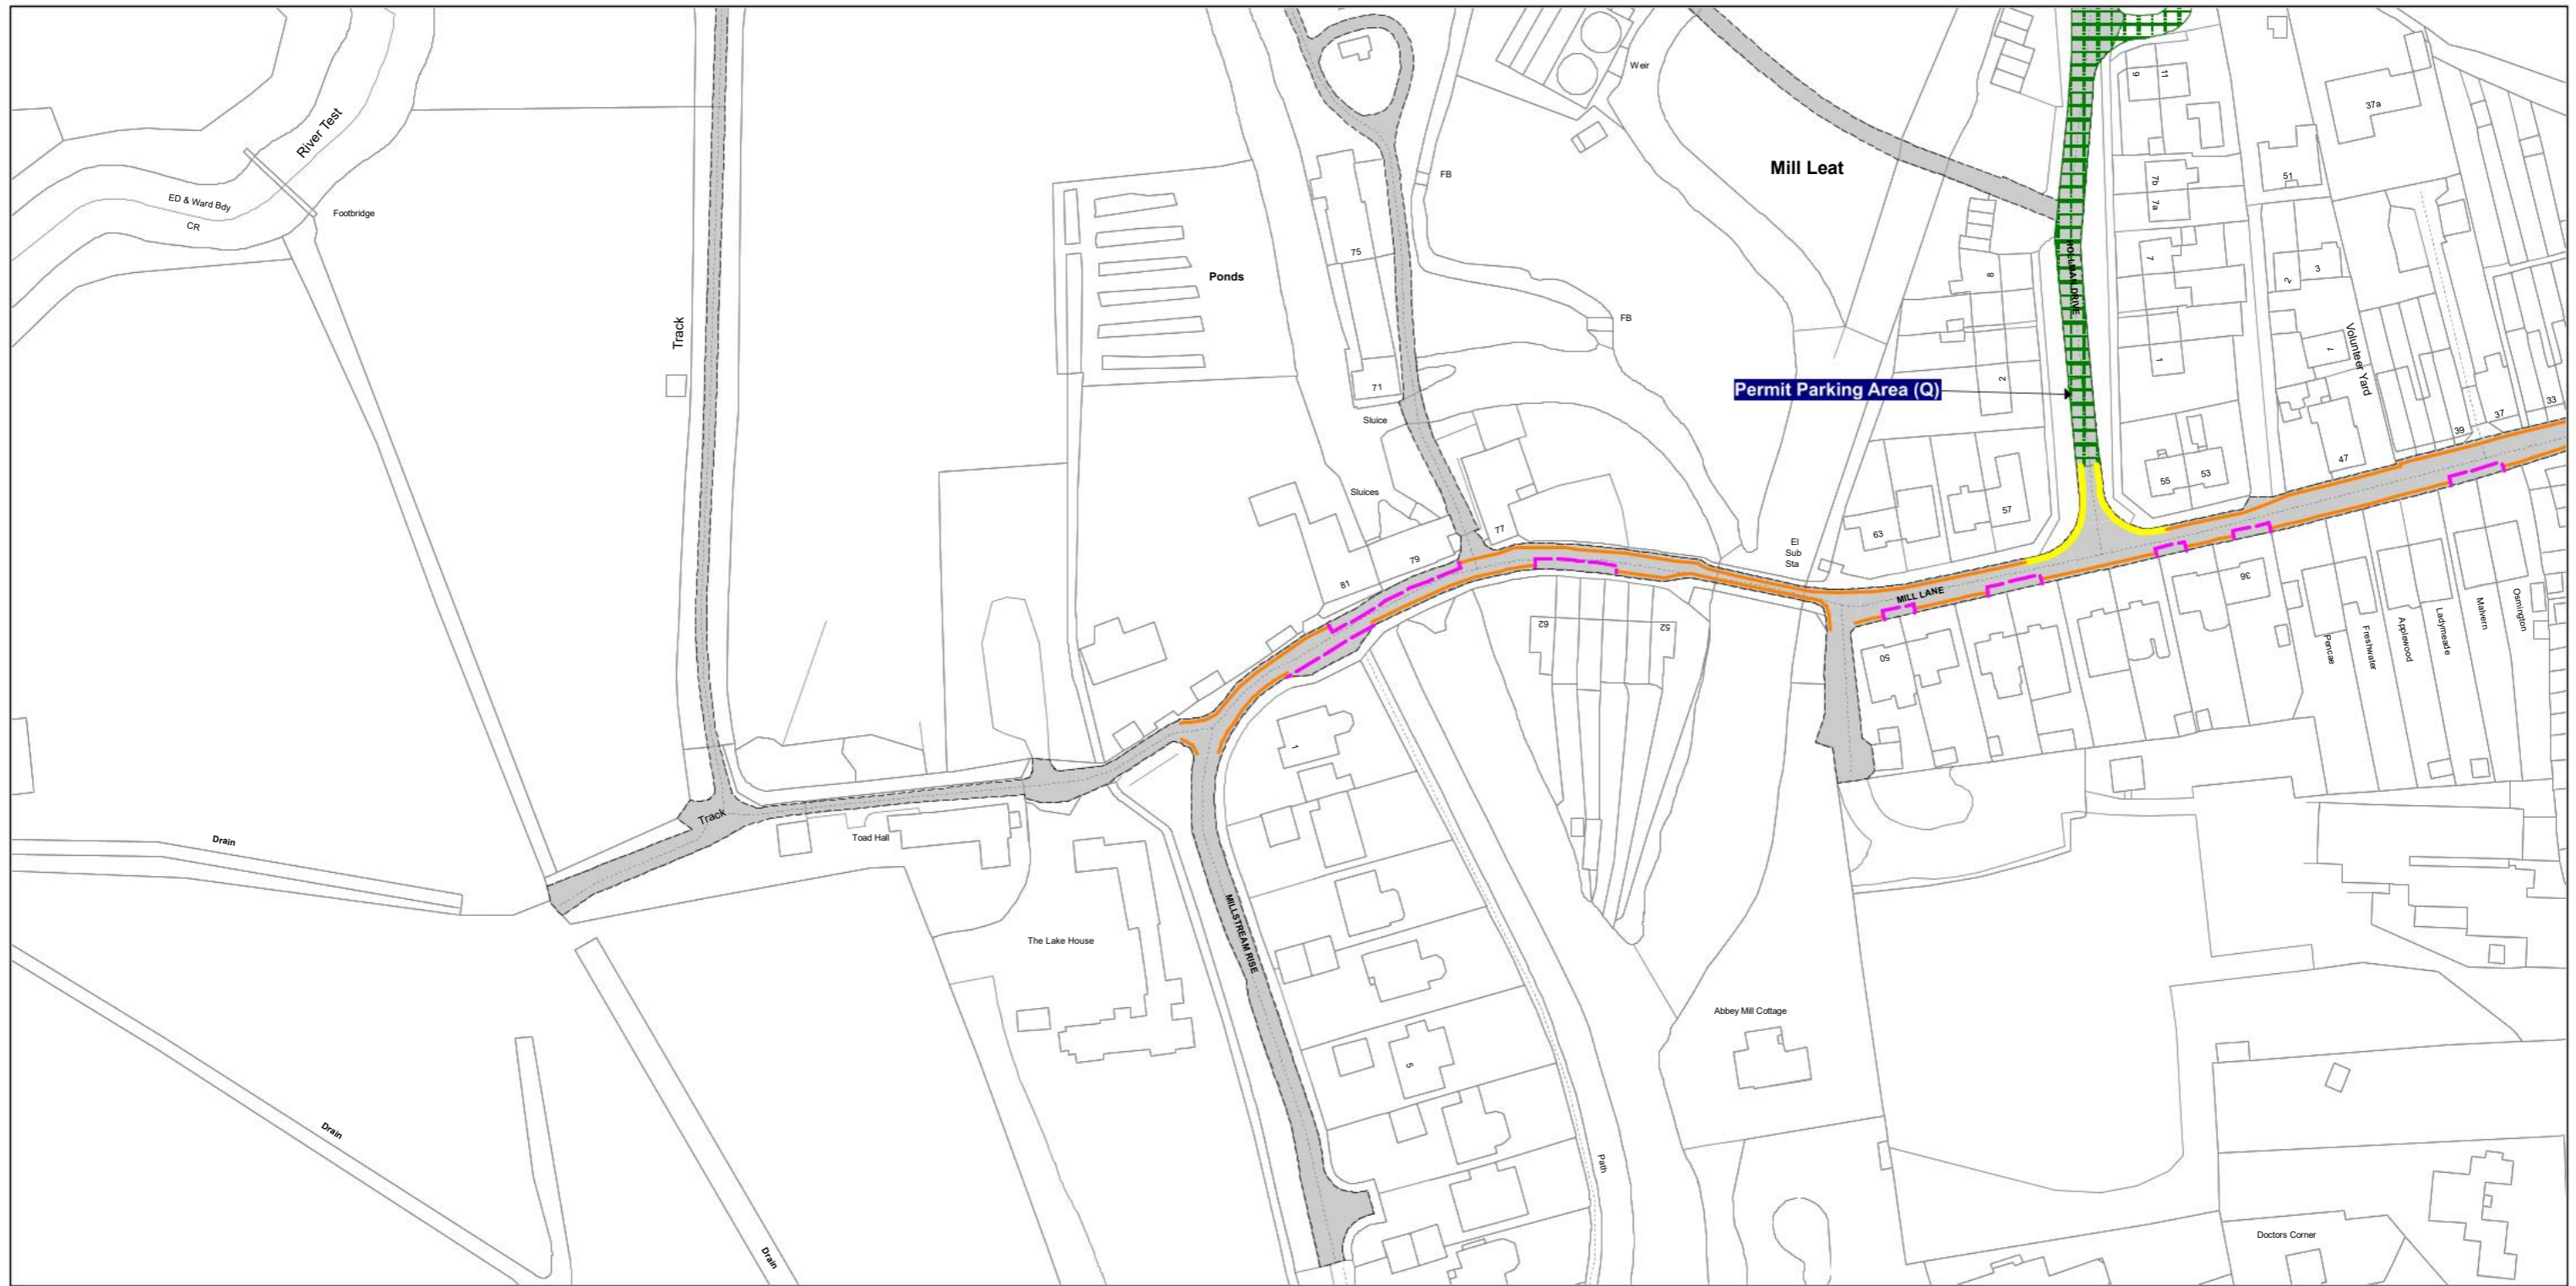 River Test
ED & Ward Bdy
CR
Footbridge
Track
Ponds
75
71
Sluice
Sluices
FB
Weir
FB
Mill Leat
Permit Parking Area (Q)
HOLLMAN DRIVE
9
11
37a
7b
7a
51
7
8
2
3
2
1
4
Volunteer Yard
37
33
39
47
55
53
57
63
El
Sub
Sta
77
79
81
MILL LANE
62
52
50
36
Pencae
Freshwater
Applewood
Ladymeade
Malvern
Osmington
1
Track
Toad Hall
Drain
The Lake House
MILLSTREAM RISE
5
Abbey Mill Cottage
Path
Drain
Drain
Doctors Corner